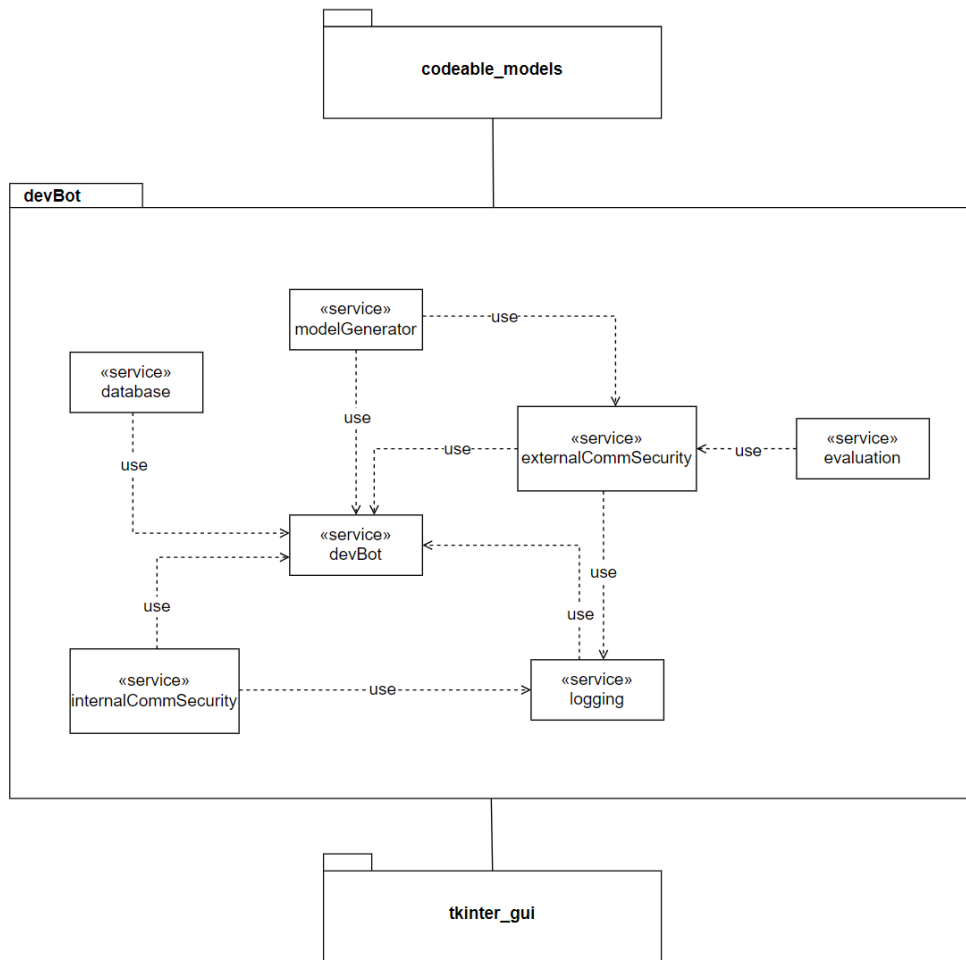 codeable_models
devBot
«service»
modelGenerator
use
«service»
database
use
«service»
externalCommSecurity
«service»
evaluation
use
use
use
«service»
devBot
use
use
use
«service»
internalCommSecurity
use
«service»
logging
tkinter_gui